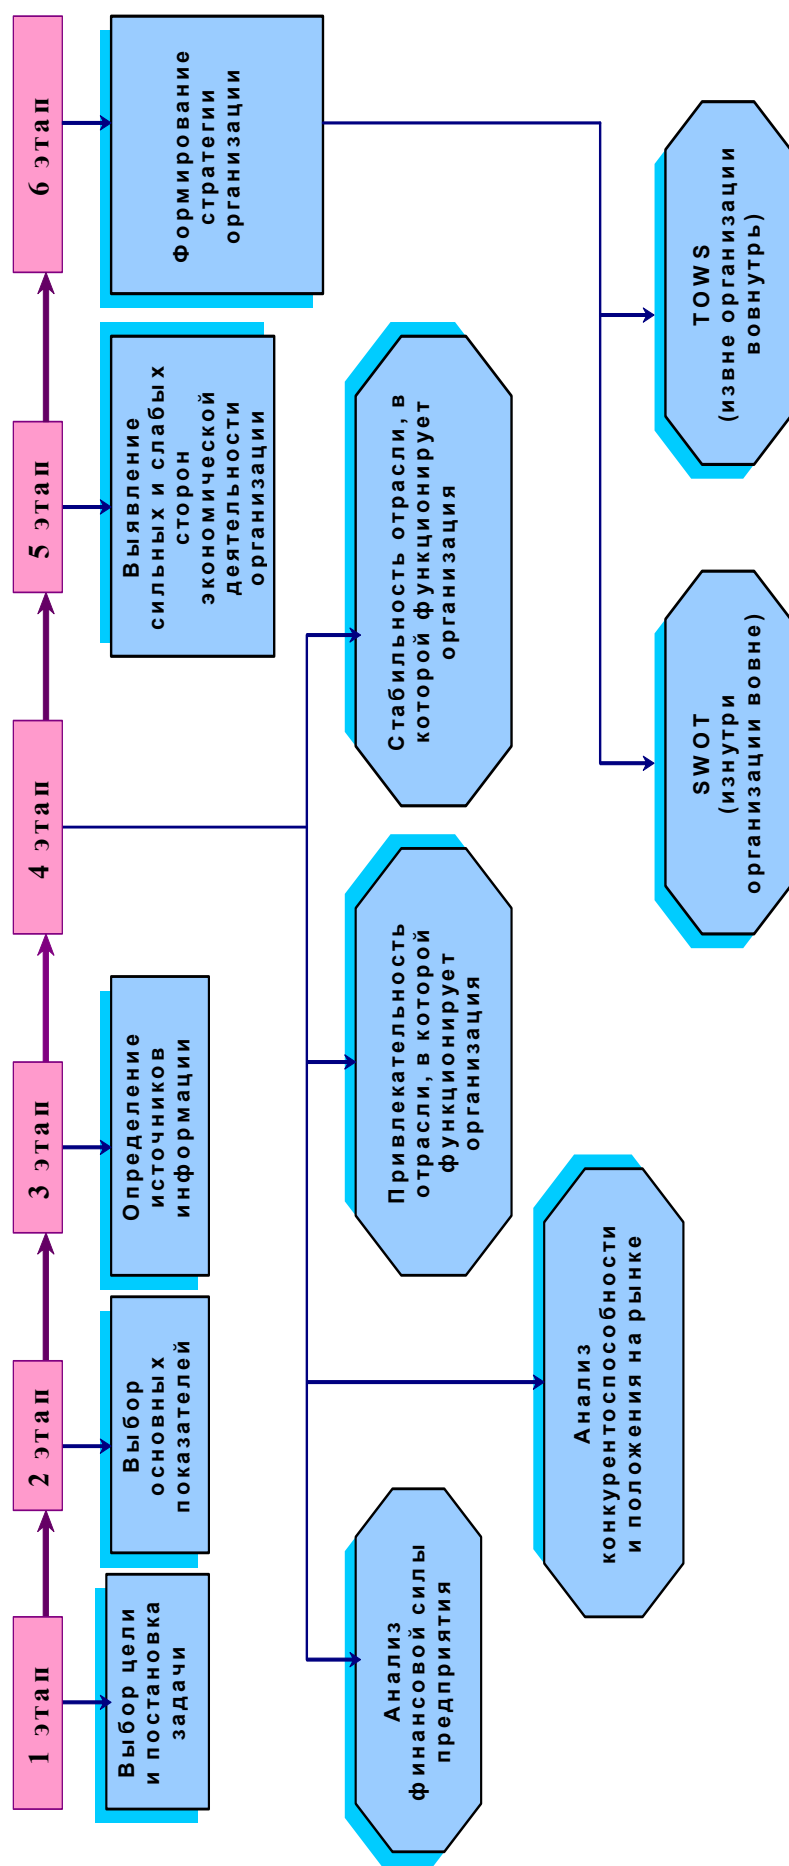 1 этап
2 этап
3 этап
4 этап
5 этап
6 этап
Выбор цели
и постановка
задачи
Выбор
основных
показателей
Определение
источников
информации
Выявление
сильных и слабых
сторон
экономической
деятельности
организации
Формирование
стратегии
организации
Анализ
финансовой силы
предприятия
Анализ
конкурентоспособности
и положения на рынке
Привлекательность
отрасли, в которой
функционирует
организация
Стабильность отрасли, в
которой функционирует
организация
SWOT
(изнутри
организации вовне)
TOWS
(извне организации
вовнутрь)